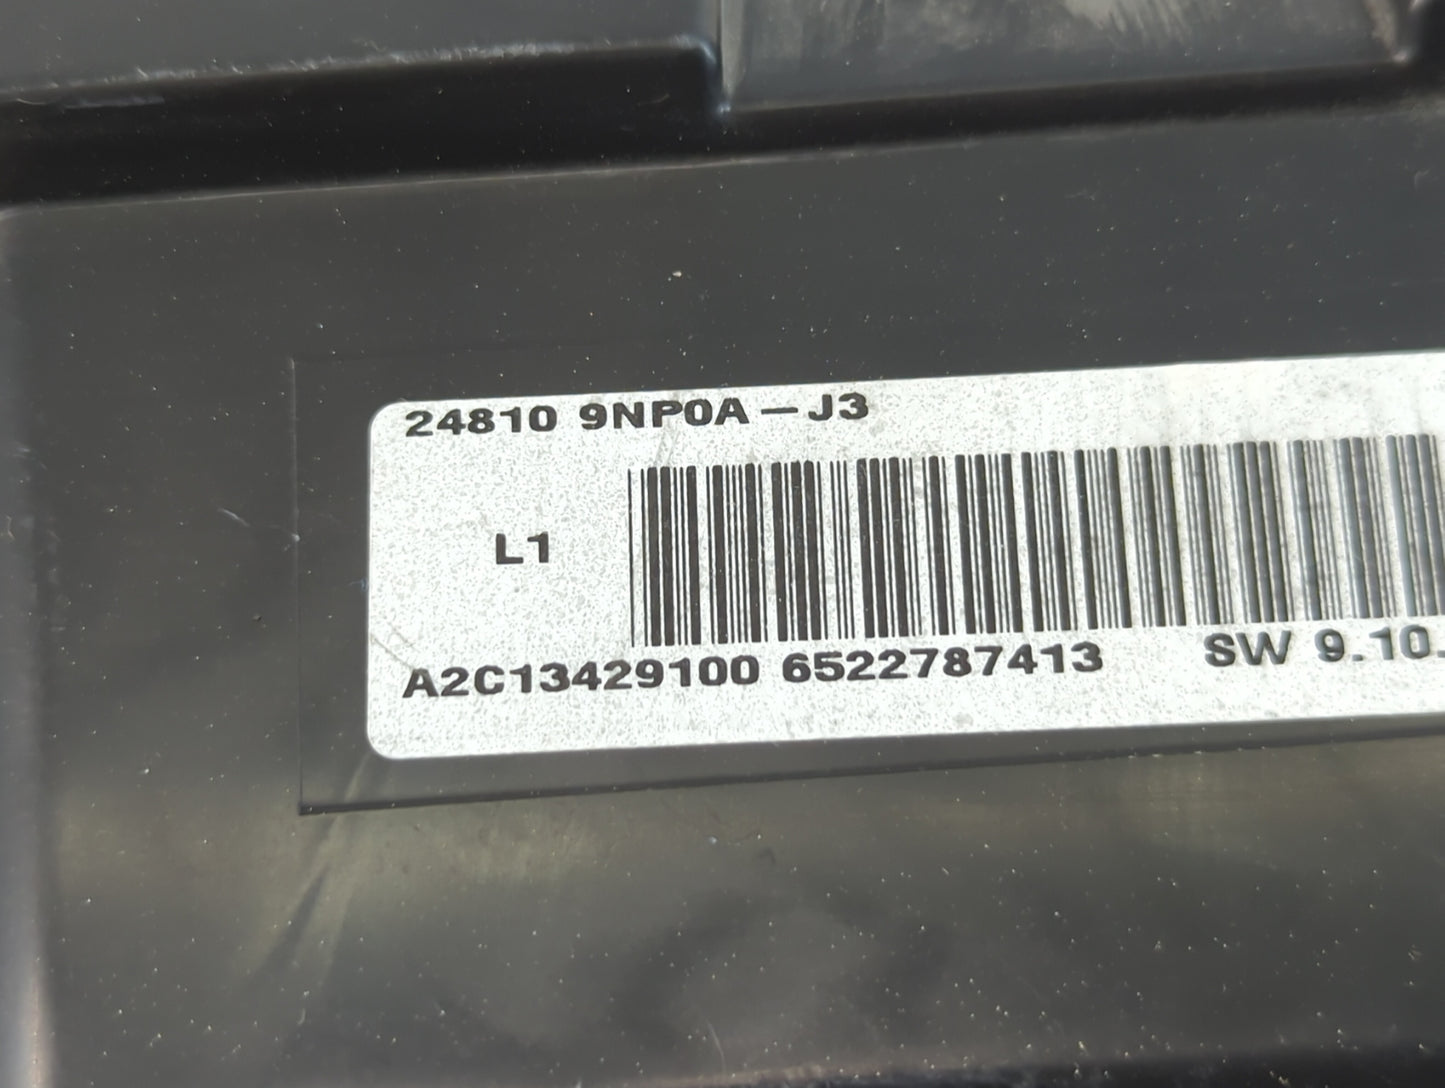 24810 9NP0A-J3
L1
A2C13429100 6522787413 SW 9.10.